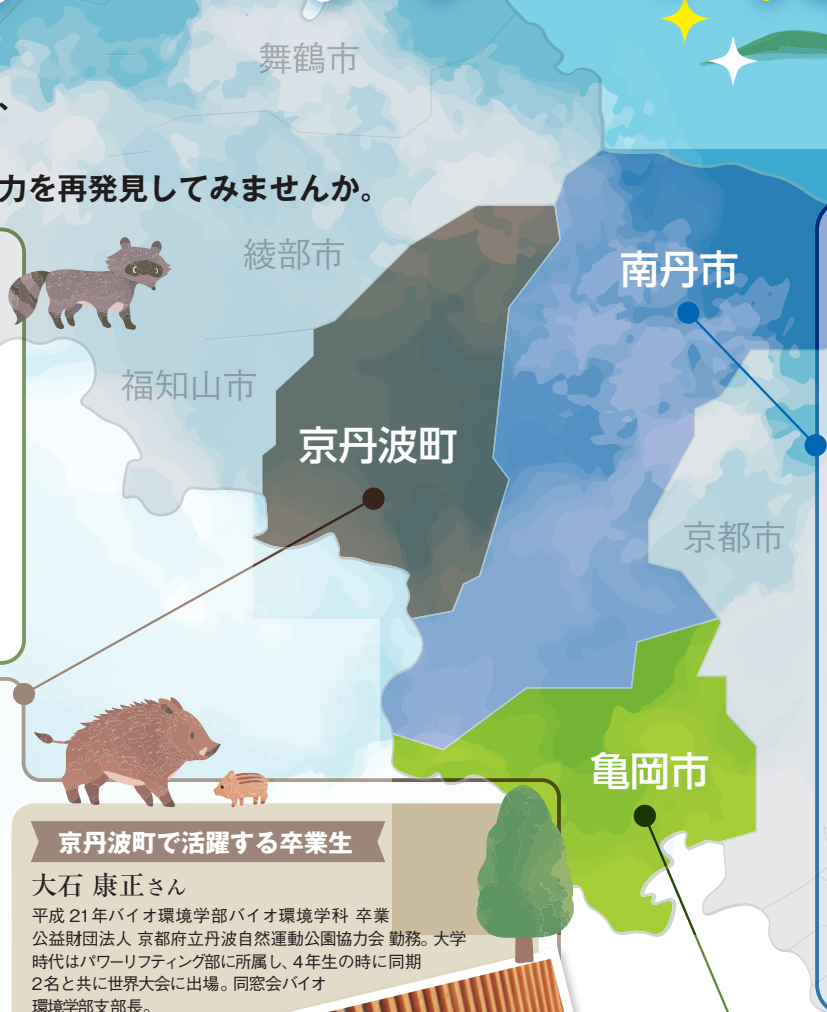 舞鶴市
、
力を再発見してみませんか。
綾部市
南丹市
福知山市
京丹波町
京都市
亀岡市
京丹波町で活躍する卒業生
大石 康正さん
平成21年バイオ環境学部バイオ環境学科 卒業
公益財団法人 京都府立丹波自然運動公園協力会 勤務。大学
時代はパワーリフティング部に所属し、4年生の時に同期
2名と共に世界大会に出場。同窓会バイオ
環境学部支部長。